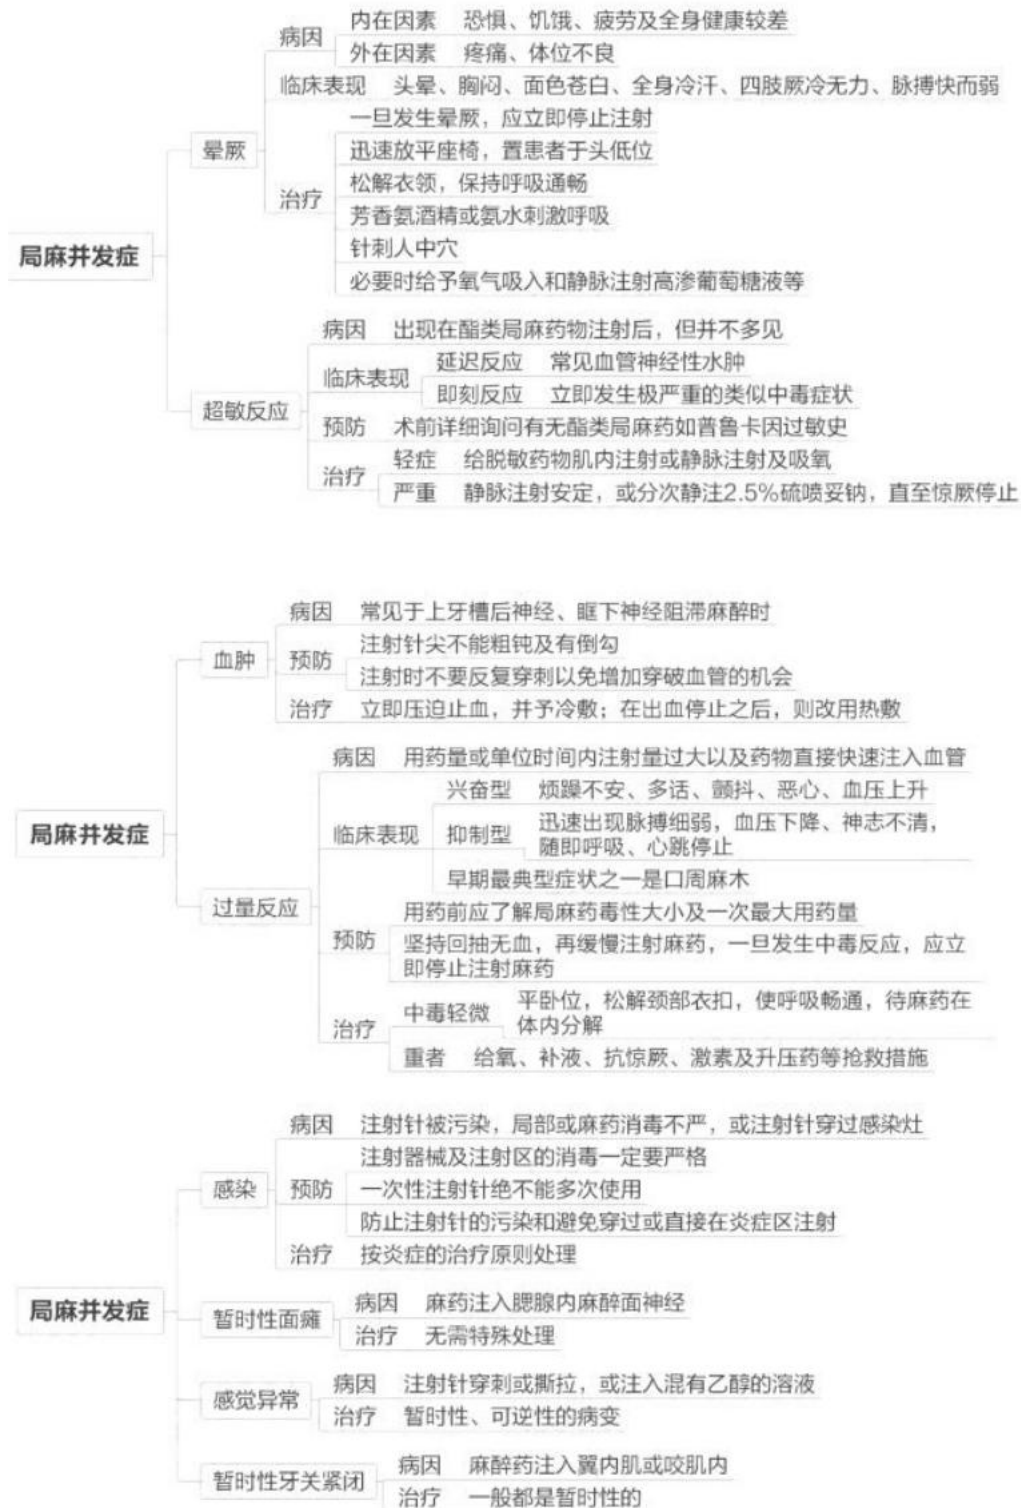 局麻并发症
晕厥
病因
内在因素 恐惧、饥饿、疲劳及全身健康较差
外在因素 疼痛、体位不良
临床表现 头晕、胸闷、面色苍白、全身冷汗、四肢厥冷无力、脉搏快而弱
治疗
一旦发生晕厥，应立即停止注射
迅速放平座椅，置患者于头低位
松解衣领，保持呼吸通畅
芳香氨酒精或氨水刺激呼吸
针刺人中穴
必要时给予氧气吸入和静脉注射高渗葡萄糖液等
超敏反应
病因 出现在酯类局麻药物注射后，但并不多见
临床表现
延迟反应 常见血管神经性水肿
即刻反应 立即发生极严重的类似中毒症状
预防 术前详细询问有无酯类局麻药如普鲁卡因过敏史
治疗
轻症 给脱敏药物肌内注射或静脉注射及吸氧
严重 静脉注射安定，或分次静注2.5%硫喷妥钠，直至惊厥停止
局麻并发症
血肿
病因 常见于上牙槽后神经、眶下神经阻滞麻醉时
预防
注射针尖不能粗钝及有倒勾
注射时不要反复穿刺以免增加穿破血管的机会
治疗 立即压迫止血，并予冷敷；在出血停止之后，则改用热敷
过量反应
病因 用药量或单位时间内注射量过大以及药物直接快速注入血管
临床表现
兴奋型 烦躁不安、多话、颤抖、恶心、血压上升
抑制型 迅速出现脉搏细弱，血压下降、神志不清，
随即呼吸、心跳停止
早期最典型症状之一是口周麻木
预防
用药前应了解局麻药毒性大小及一次最大用药量
坚持回抽无血，再缓慢注射麻药，一旦发生中毒反应，应立
即停止注射麻药
治疗
中毒轻微 平卧位，松解颈部衣扣，使呼吸畅通，待麻药在
体内分解
重者 给氧、补液、抗惊厥、激素及升压药等抢救措施
局麻并发症
感染
病因 注射针被污染，局部或麻药消毒不严，或注射针穿过感染灶
预防
注射器械及注射区的消毒一定要严格
一次性注射针绝不能多次使用
防止注射针的污染和避免穿过或直接在炎症区注射
治疗 按炎症的治疗原则处理
暂时性面瘫
病因 麻药注入腮腺内麻醉面神经
治疗 无需特殊处理
感觉异常
病因 注射针穿刺或撕拉，或注入混有乙醇的溶液
治疗 暂时性、可逆性的病变
暂时性牙关紧闭
病因 麻醉药注入翼内肌或咬肌内
治疗 一般都是暂时性的